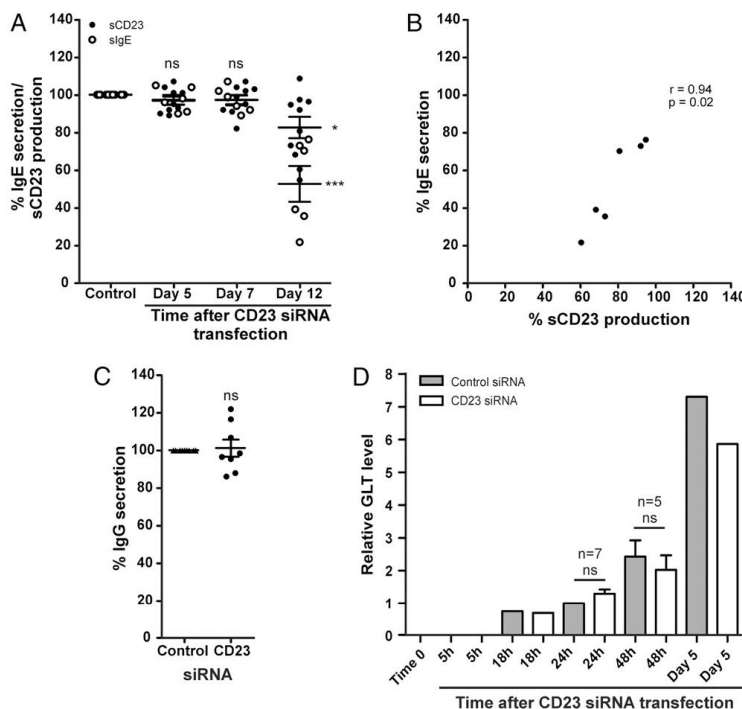 A
sCD23
sIgE
ns
ns
*
***
% IgE secretion/
sCD23 production
140
120
100
80
60
40
20
0
Control
Day 5
Day 7
Day 12
Time after CD23 siRNA
transfection
B
r = 0.94
p = 0.02
% IgE secretion
140
120
100
80
60
40
20
0
0
20
40
60
80
100
120
140
% sCD23 production
C
ns
% IgG secretion
140
120
100
80
60
40
20
0
Control
CD23
siRNA
D
Control siRNA
CD23 siRNA
n=7
ns
n=5
ns
Relative GLT level
8
7
6
5
4
3
2
1
0
Time 0
5h
5h
18h
18h
24h
24h
48h
48h
Day 5
Day 5
Time after CD23 siRNA transfection